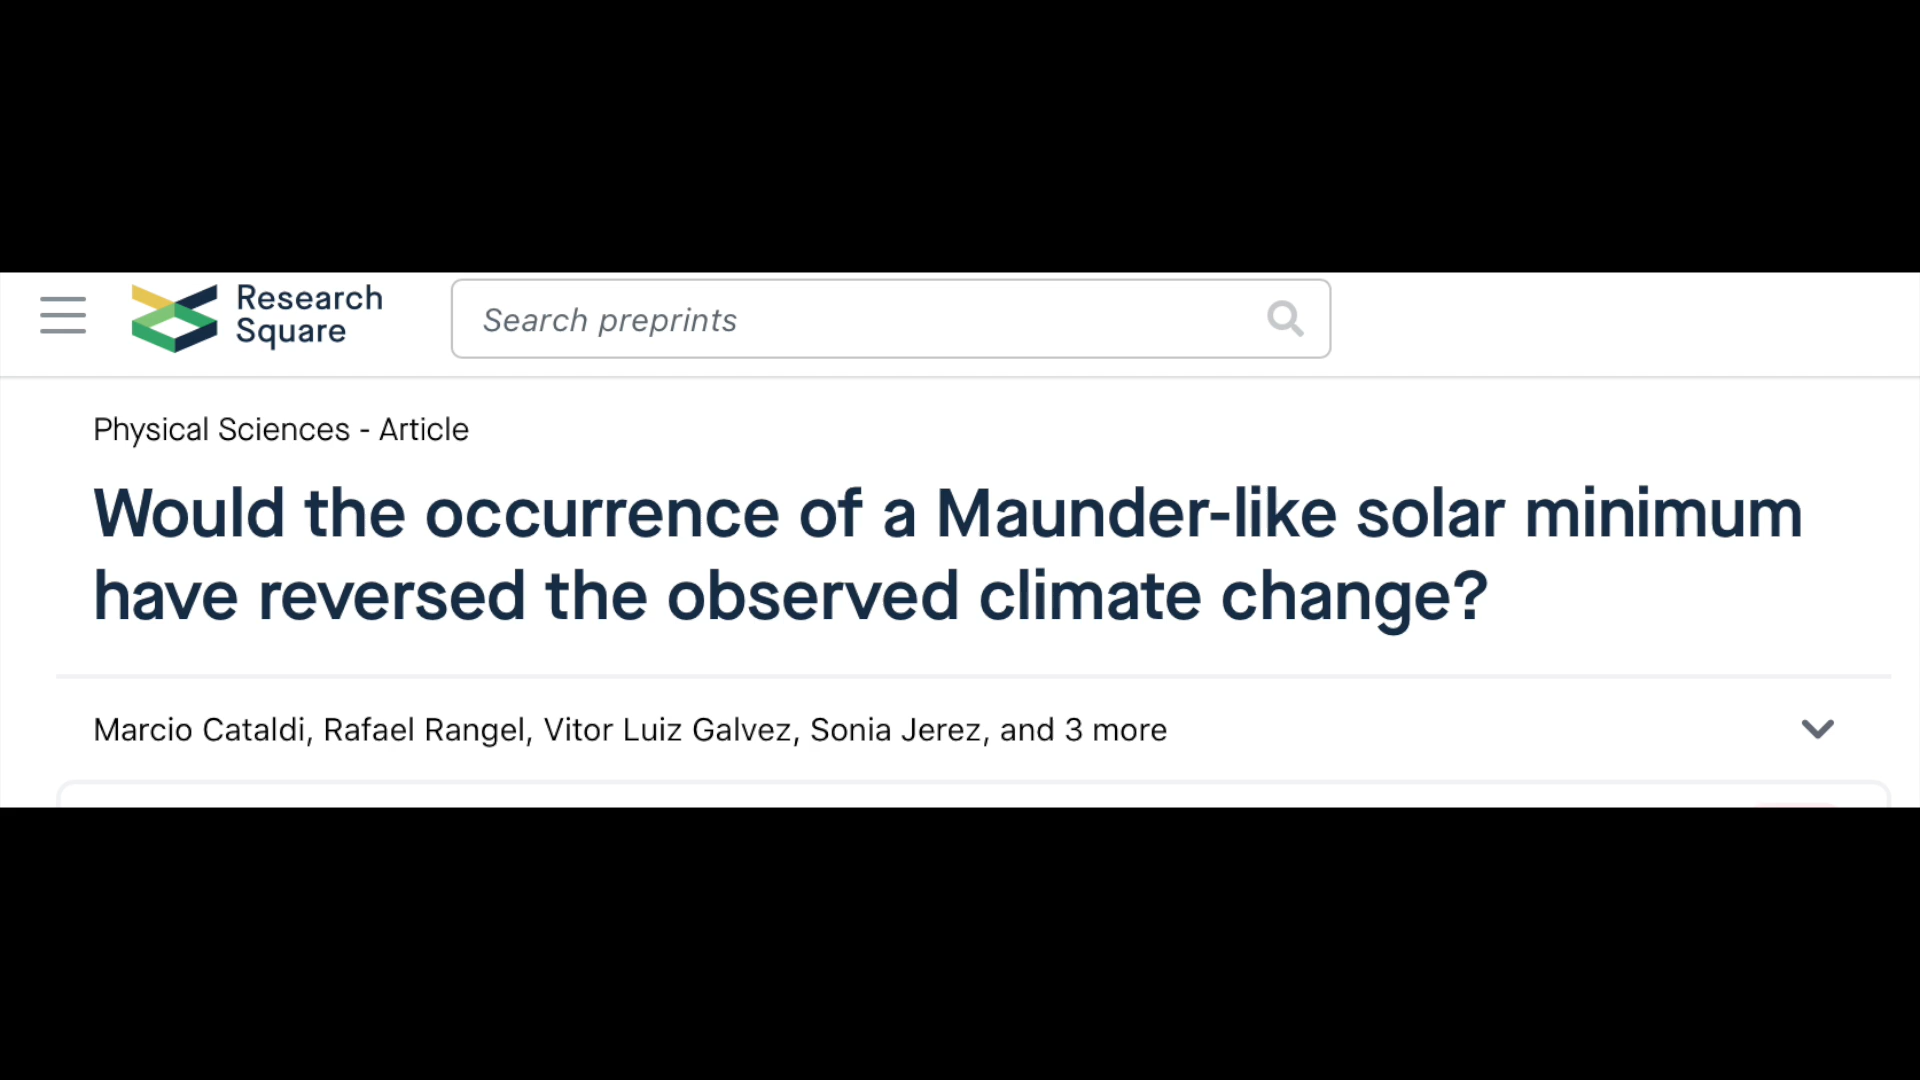 Research
Square
Search preprints
Physical Sciences - Article
Would the occurrence of a Maunder-like solar minimum
have reversed the observed climate change?
Marcio Cataldi, Rafael Rangel, Vitor Luiz Galvez, Sonia Jerez, and 3 more